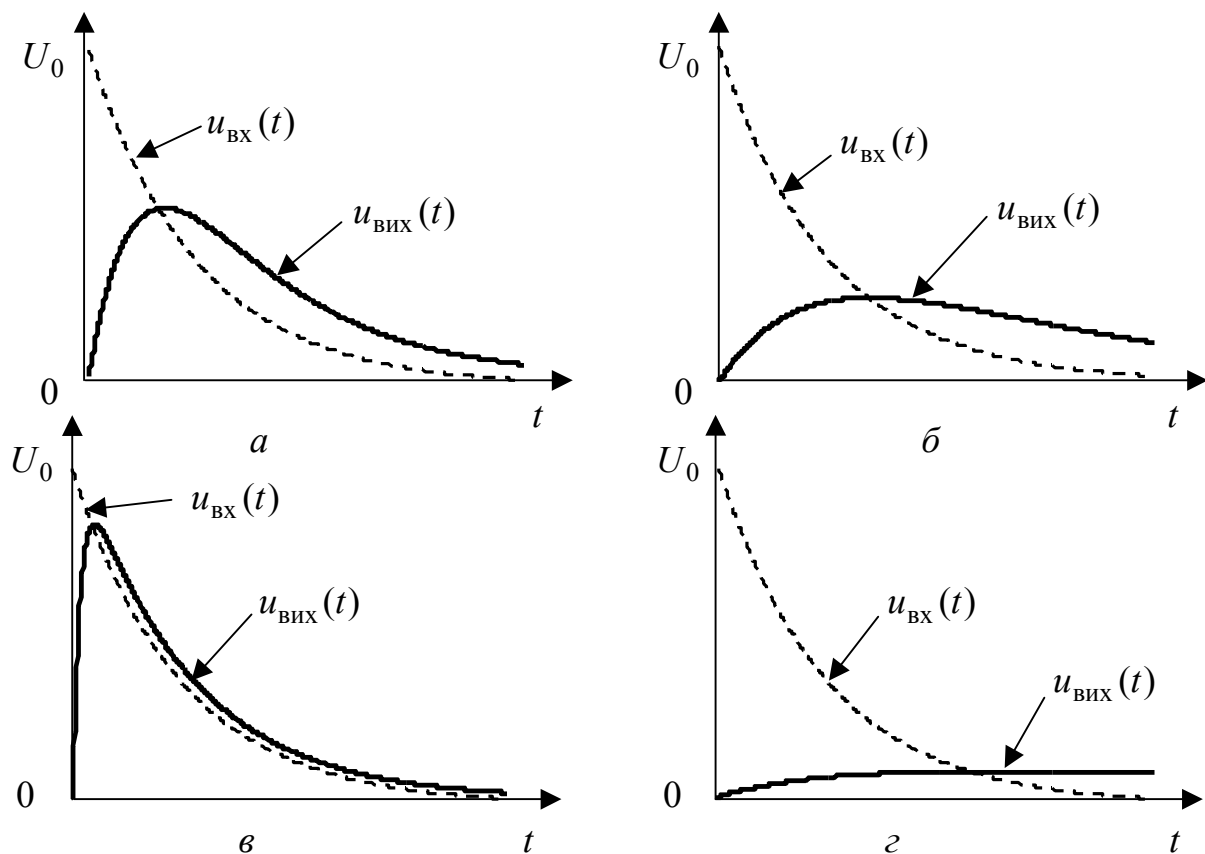 U₀
u_вх(t)
u_вих(t)
0
t
а
U₀
u_вх(t)
u_вих(t)
0
t
б
U₀
u_вх(t)
u_вих(t)
0
t
в
U₀
u_вх(t)
u_вих(t)
0
t
г